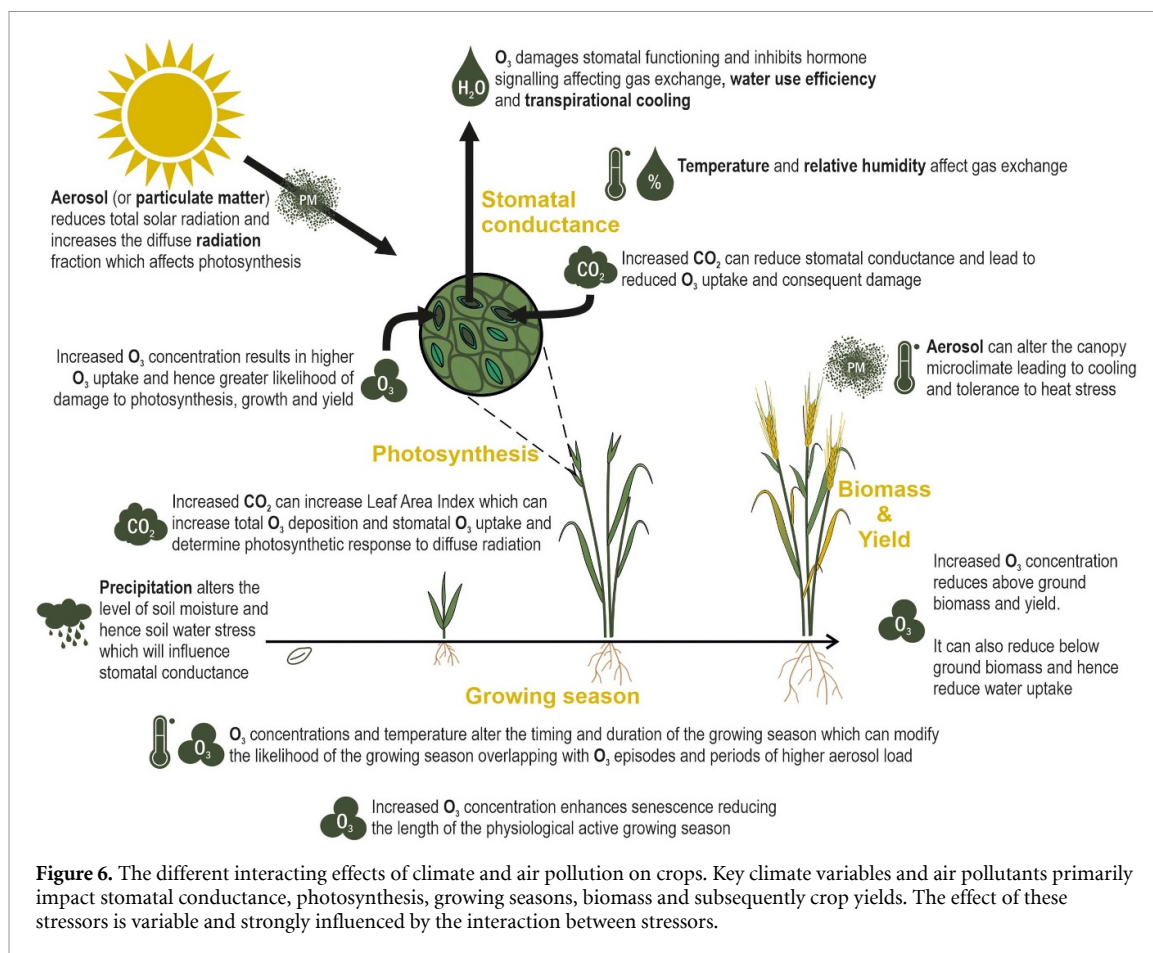 O₃ damages stomatal functioning and inhibits hormone
signalling affecting gas exchange, water use efficiency
and transpirational cooling
H₂O
Temperature and relative humidity affect gas exchange
%
Aerosol (or particulate matter)
reduces total solar radiation and
increases the diffuse radiation
fraction which affects photosynthesis
PM
Stomatal
conductance
CO₂
Increased CO₂ can reduce stomatal conductance and lead to
reduced O₃ uptake and consequent damage
Increased O₃ concentration results in higher
O₃ uptake and hence greater likelihood of
damage to photosynthesis, growth and yield
O₃
PM
Aerosol can alter the canopy
microclimate leading to cooling
and tolerance to heat stress
Photosynthesis
CO₂
Increased CO₂ can increase Leaf Area Index which can
increase total O₃ deposition and stomatal O₃ uptake and
determine photosynthetic response to diffuse radiation
Biomass
&
Yield
Precipitation alters the
level of soil moisture and
hence soil water stress
which will influence
stomatal conductance
O₃
Increased O₃ concentration
reduces above ground
biomass and yield.
It can also reduce below
ground biomass and hence
reduce water uptake
Growing season
O₃
O₃ concentrations and temperature alter the timing and duration of the growing season which can modify
the likelihood of the growing season overlapping with O₃ episodes and periods of higher aerosol load
O₃
Increased O₃ concentration enhances senescence reducing
the length of the physiological active growing season
Figure 6. The different interacting effects of climate and air pollution on crops. Key climate variables and air pollutants primarily
impact stomatal conductance, photosynthesis, growing seasons, biomass and subsequently crop yields. The effect of these
stressors is variable and strongly influenced by the interaction between stressors.